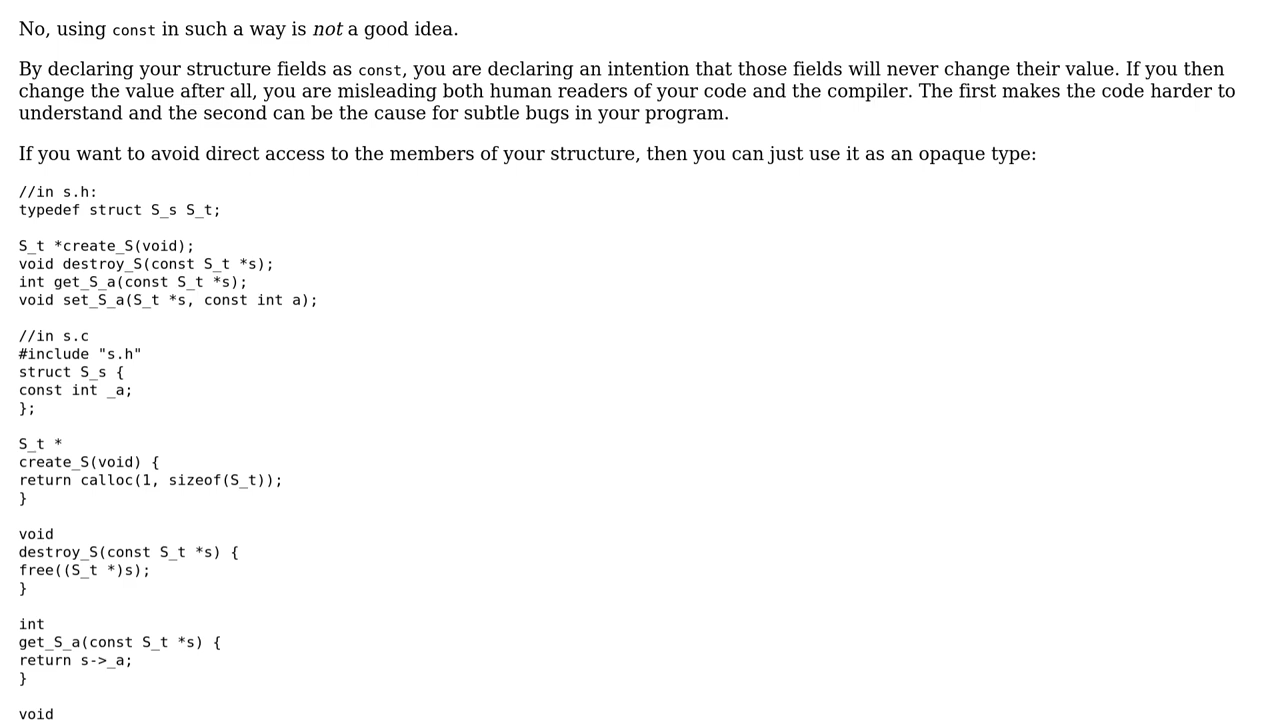 No, using const in such a way is not a good idea.
By declaring your structure fields as const, you are declaring an intention that those fields will never change their value. If you then
change the value after all, you are misleading both human readers of your code and the compiler. The first makes the code harder to
understand and the second can be the cause for subtle bugs in your program.
If you want to avoid direct access to the members of your structure, then you can just use it as an opaque type:
//in s.h:
typedef struct S_s S_t;
S_t *create_S(void);
void destroy_S(const S_t *s);
int get_S_a(const S_t *s);
void set_S_a(S_t *s, const int a);
//in s.c
#include "s.h"
struct S_s {
const int _a;
};
S_t *
create_S(void) {
return calloc(1, sizeof(S_t));
}
void
destroy_S(const S_t *s) {
free((S_t *)s);
}
int
get_S_a(const S_t *s) {
return s->_a;
}
void